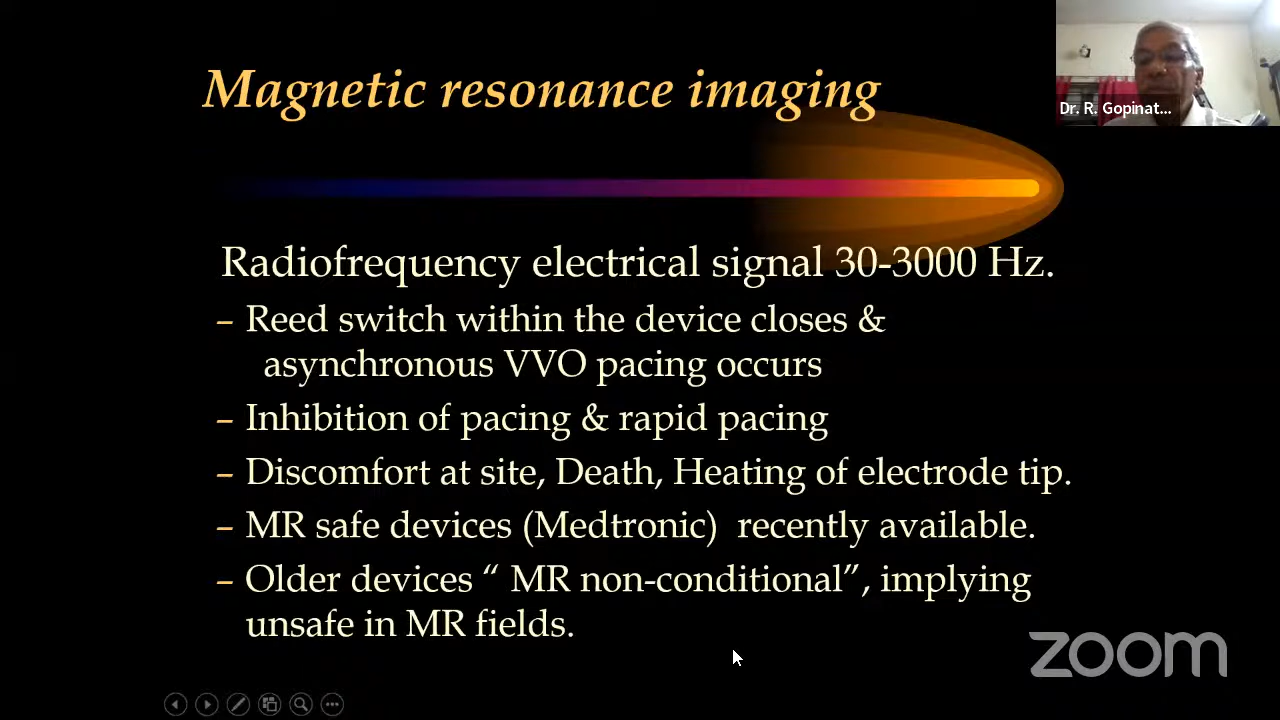 Magnetic resonance imaging
Dr. R. Gopinat...
Radiofrequency electrical signal 30-3000 Hz.
– Reed switch within the device closes &
asynchronous VVO pacing occurs
– Inhibition of pacing & rapid pacing
– Discomfort at site, Death, Heating of electrode tip.
– MR safe devices (Medtronic)  recently available.
– Older devices “ MR non-conditional”, implying
unsafe in MR fields.
zoom